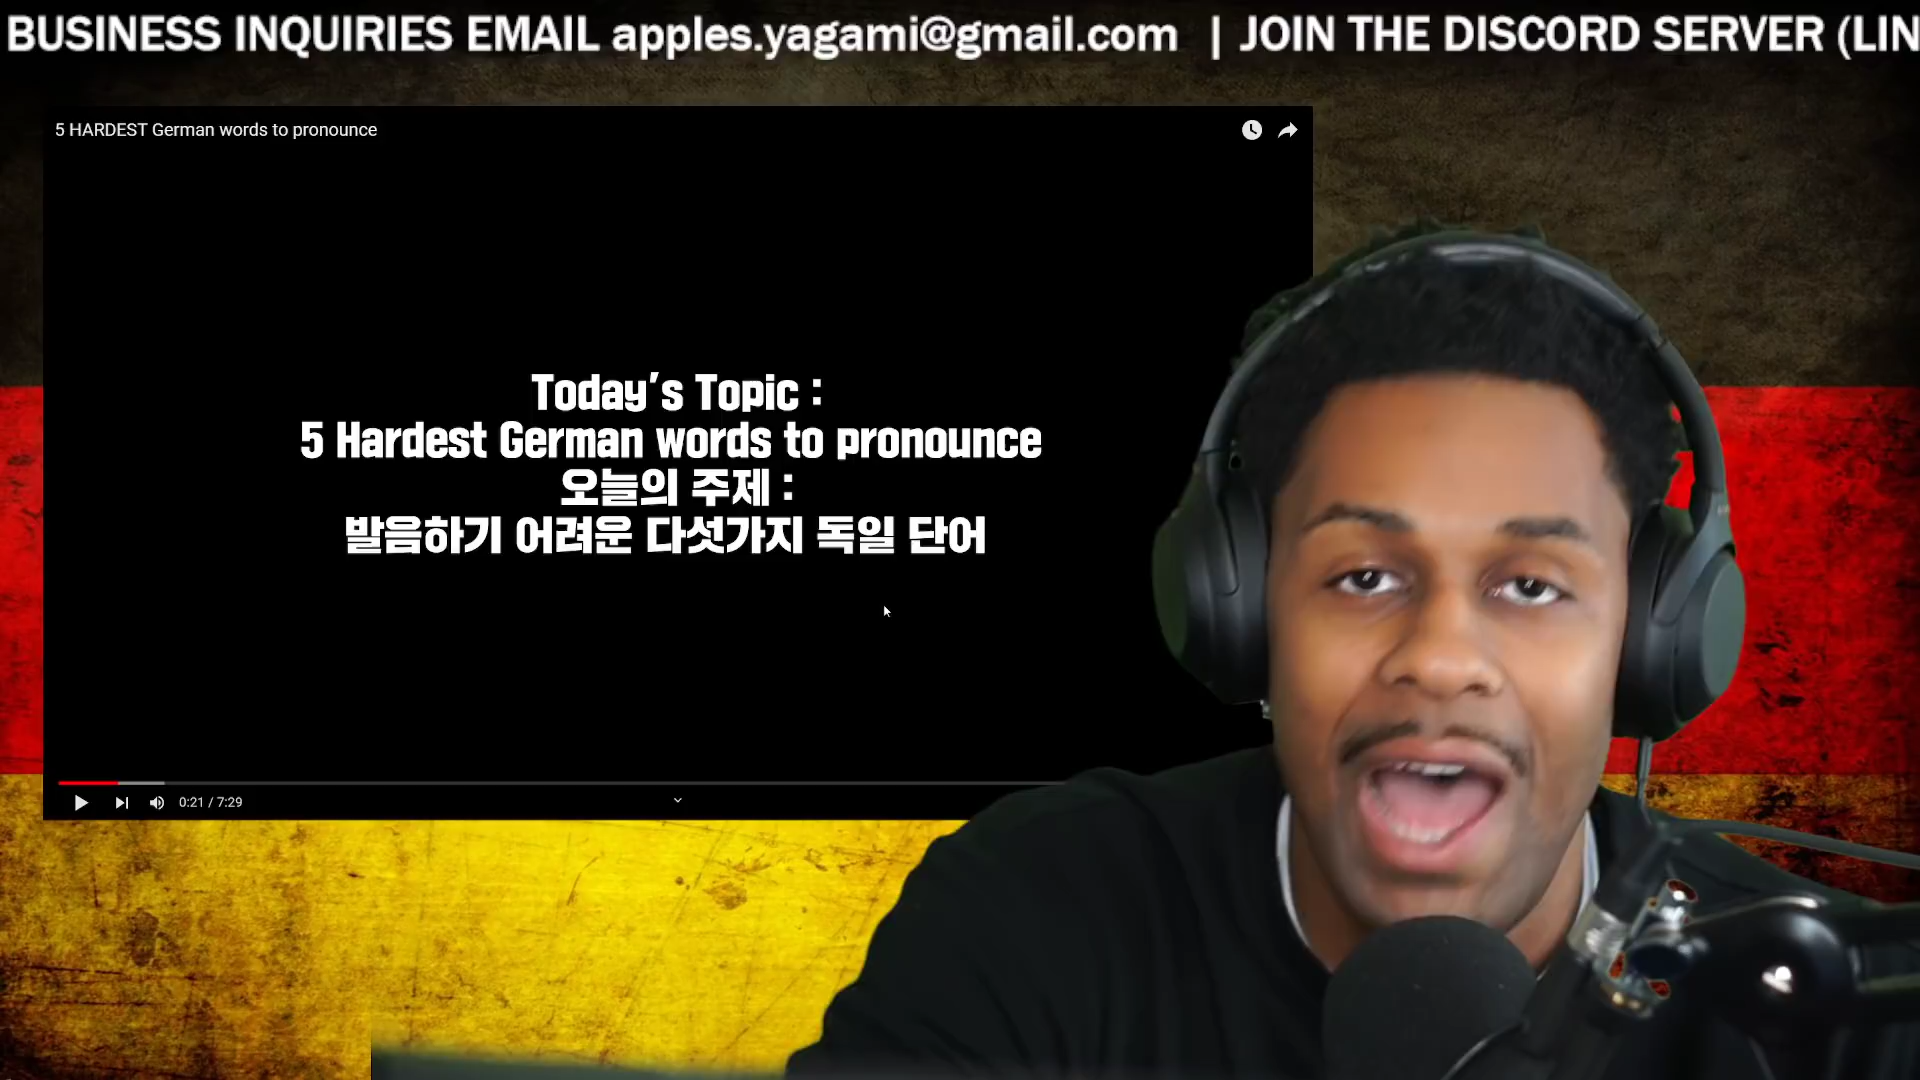 BUSINESS INQUIRIES EMAIL apples.yagami@gmail.com | JOIN THE DISCORD SERVER (LIN
5 HARDEST German words to pronounce
Today's Topic :
5 Hardest German words to pronounce
오늘의 주제 :
발음하기 어려운 다섯가지 독일 단어
0:21 / 7:29